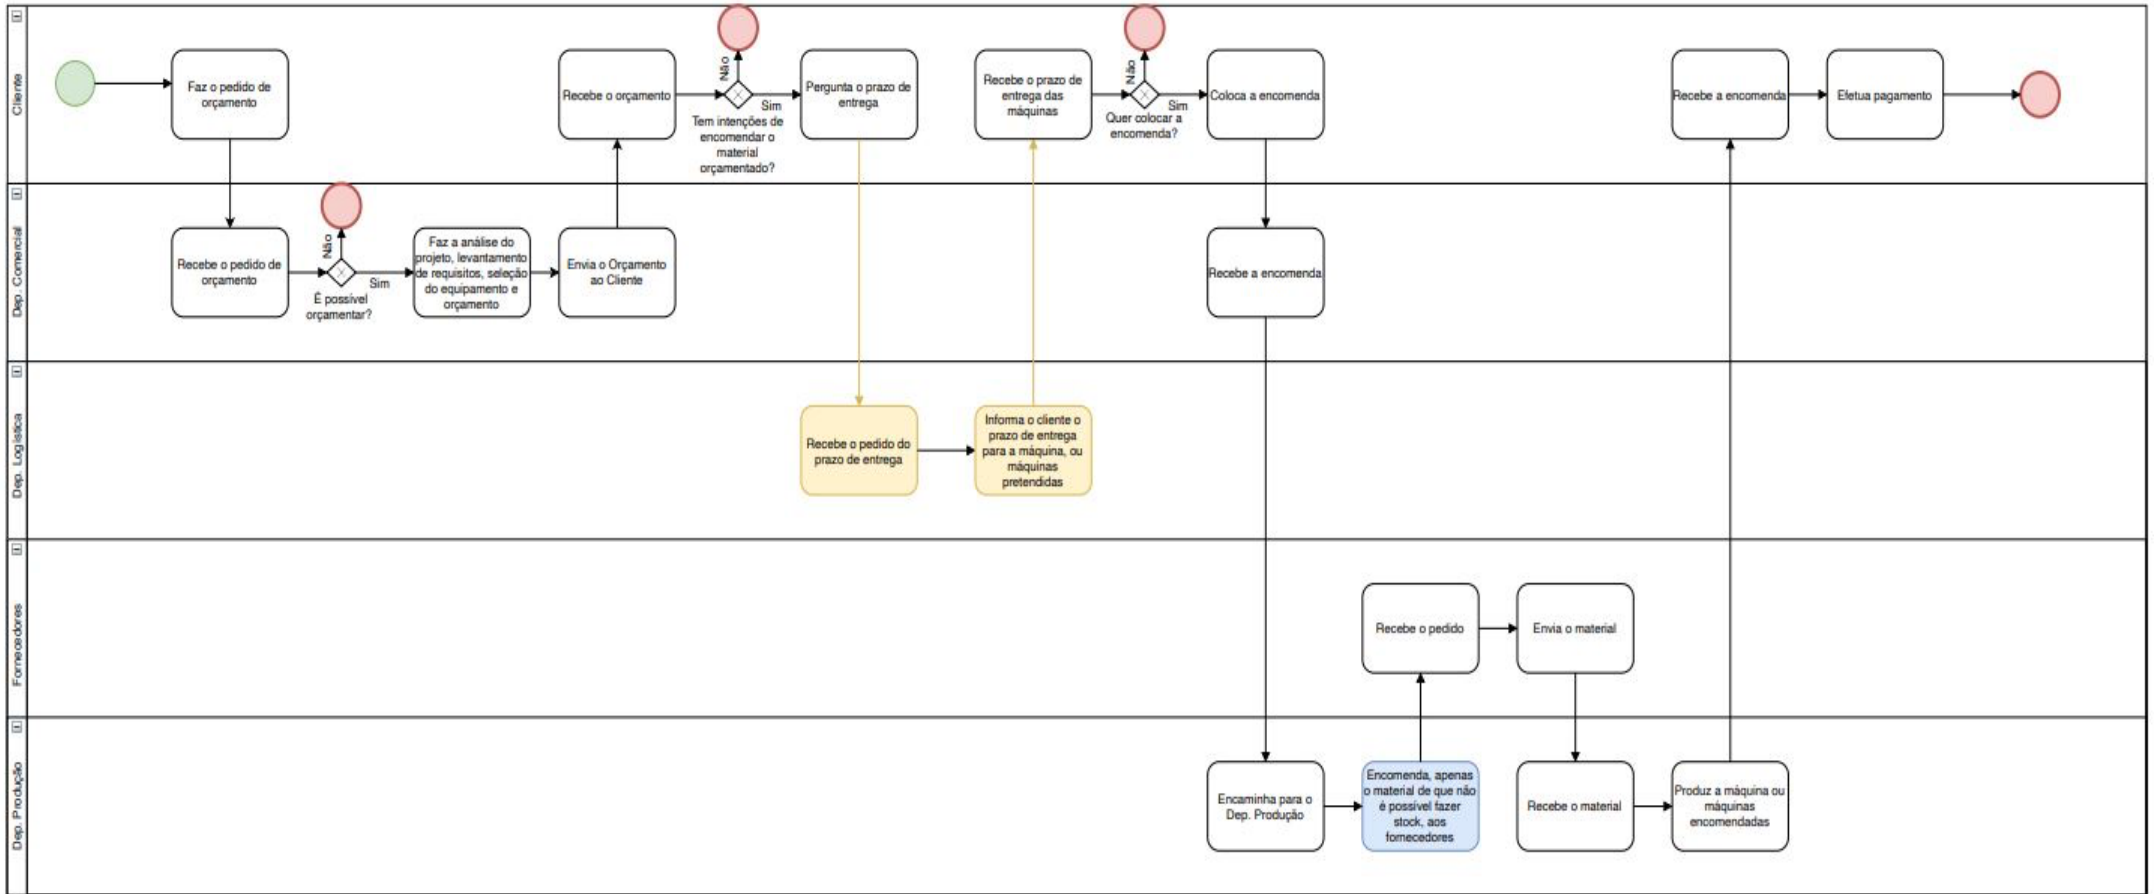 Cliente
Faz o pedido de
orçamento
Recebe o orçamento
Não
Sim
Tem intenções de
encomendar o
material
orçamentado?
Pergunta o prazo de
entrega
Recebe o prazo de
entrega das
máquinas
Não
Sim
Quer colocar a
encomenda?
Coloca a encomenda
Recebe a encomenda
Efetua pagamento
Dep. Comercial
Recebe o pedido de
orçamento
Não
Sim
É possível
orçamentar?
Faz a análise do
projeto, levantamento
de requisitos, seleção
do equipamento e
orçamento
Envia o Orçamento
ao Cliente
Recebe a encomenda
Dep. Logística
Recebe o pedido do
prazo de entrega
Informa o cliente o
prazo de entrega
para a máquina, ou
máquinas
pretendidas
Fornecedores
Recebe o pedido
Envia o material
Dep. Produção
Encaminha para o
Dep. Produção
Encomenda, apenas
o material de que não
é possível fazer
stock, aos
fornecedores
Recebe o material
Produz a máquina ou
máquinas
encomendadas